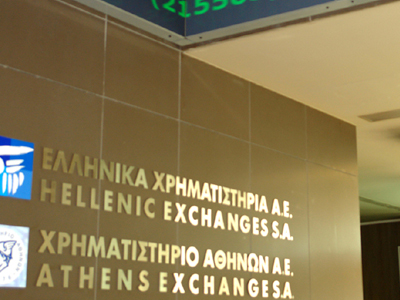 ΕΛΛΗΝΙΚΑ ΧΡΗΜΑΤΙΣΤΗΡΙΑ Α.Ε.
HELLENIC EXCHANGES S.A.
ΧΡΗΜΑΤΙΣΤΗΡΙΟ ΑΘΗΝΩΝ Α.Ε.
ATHENS EXCHANGE S.A.